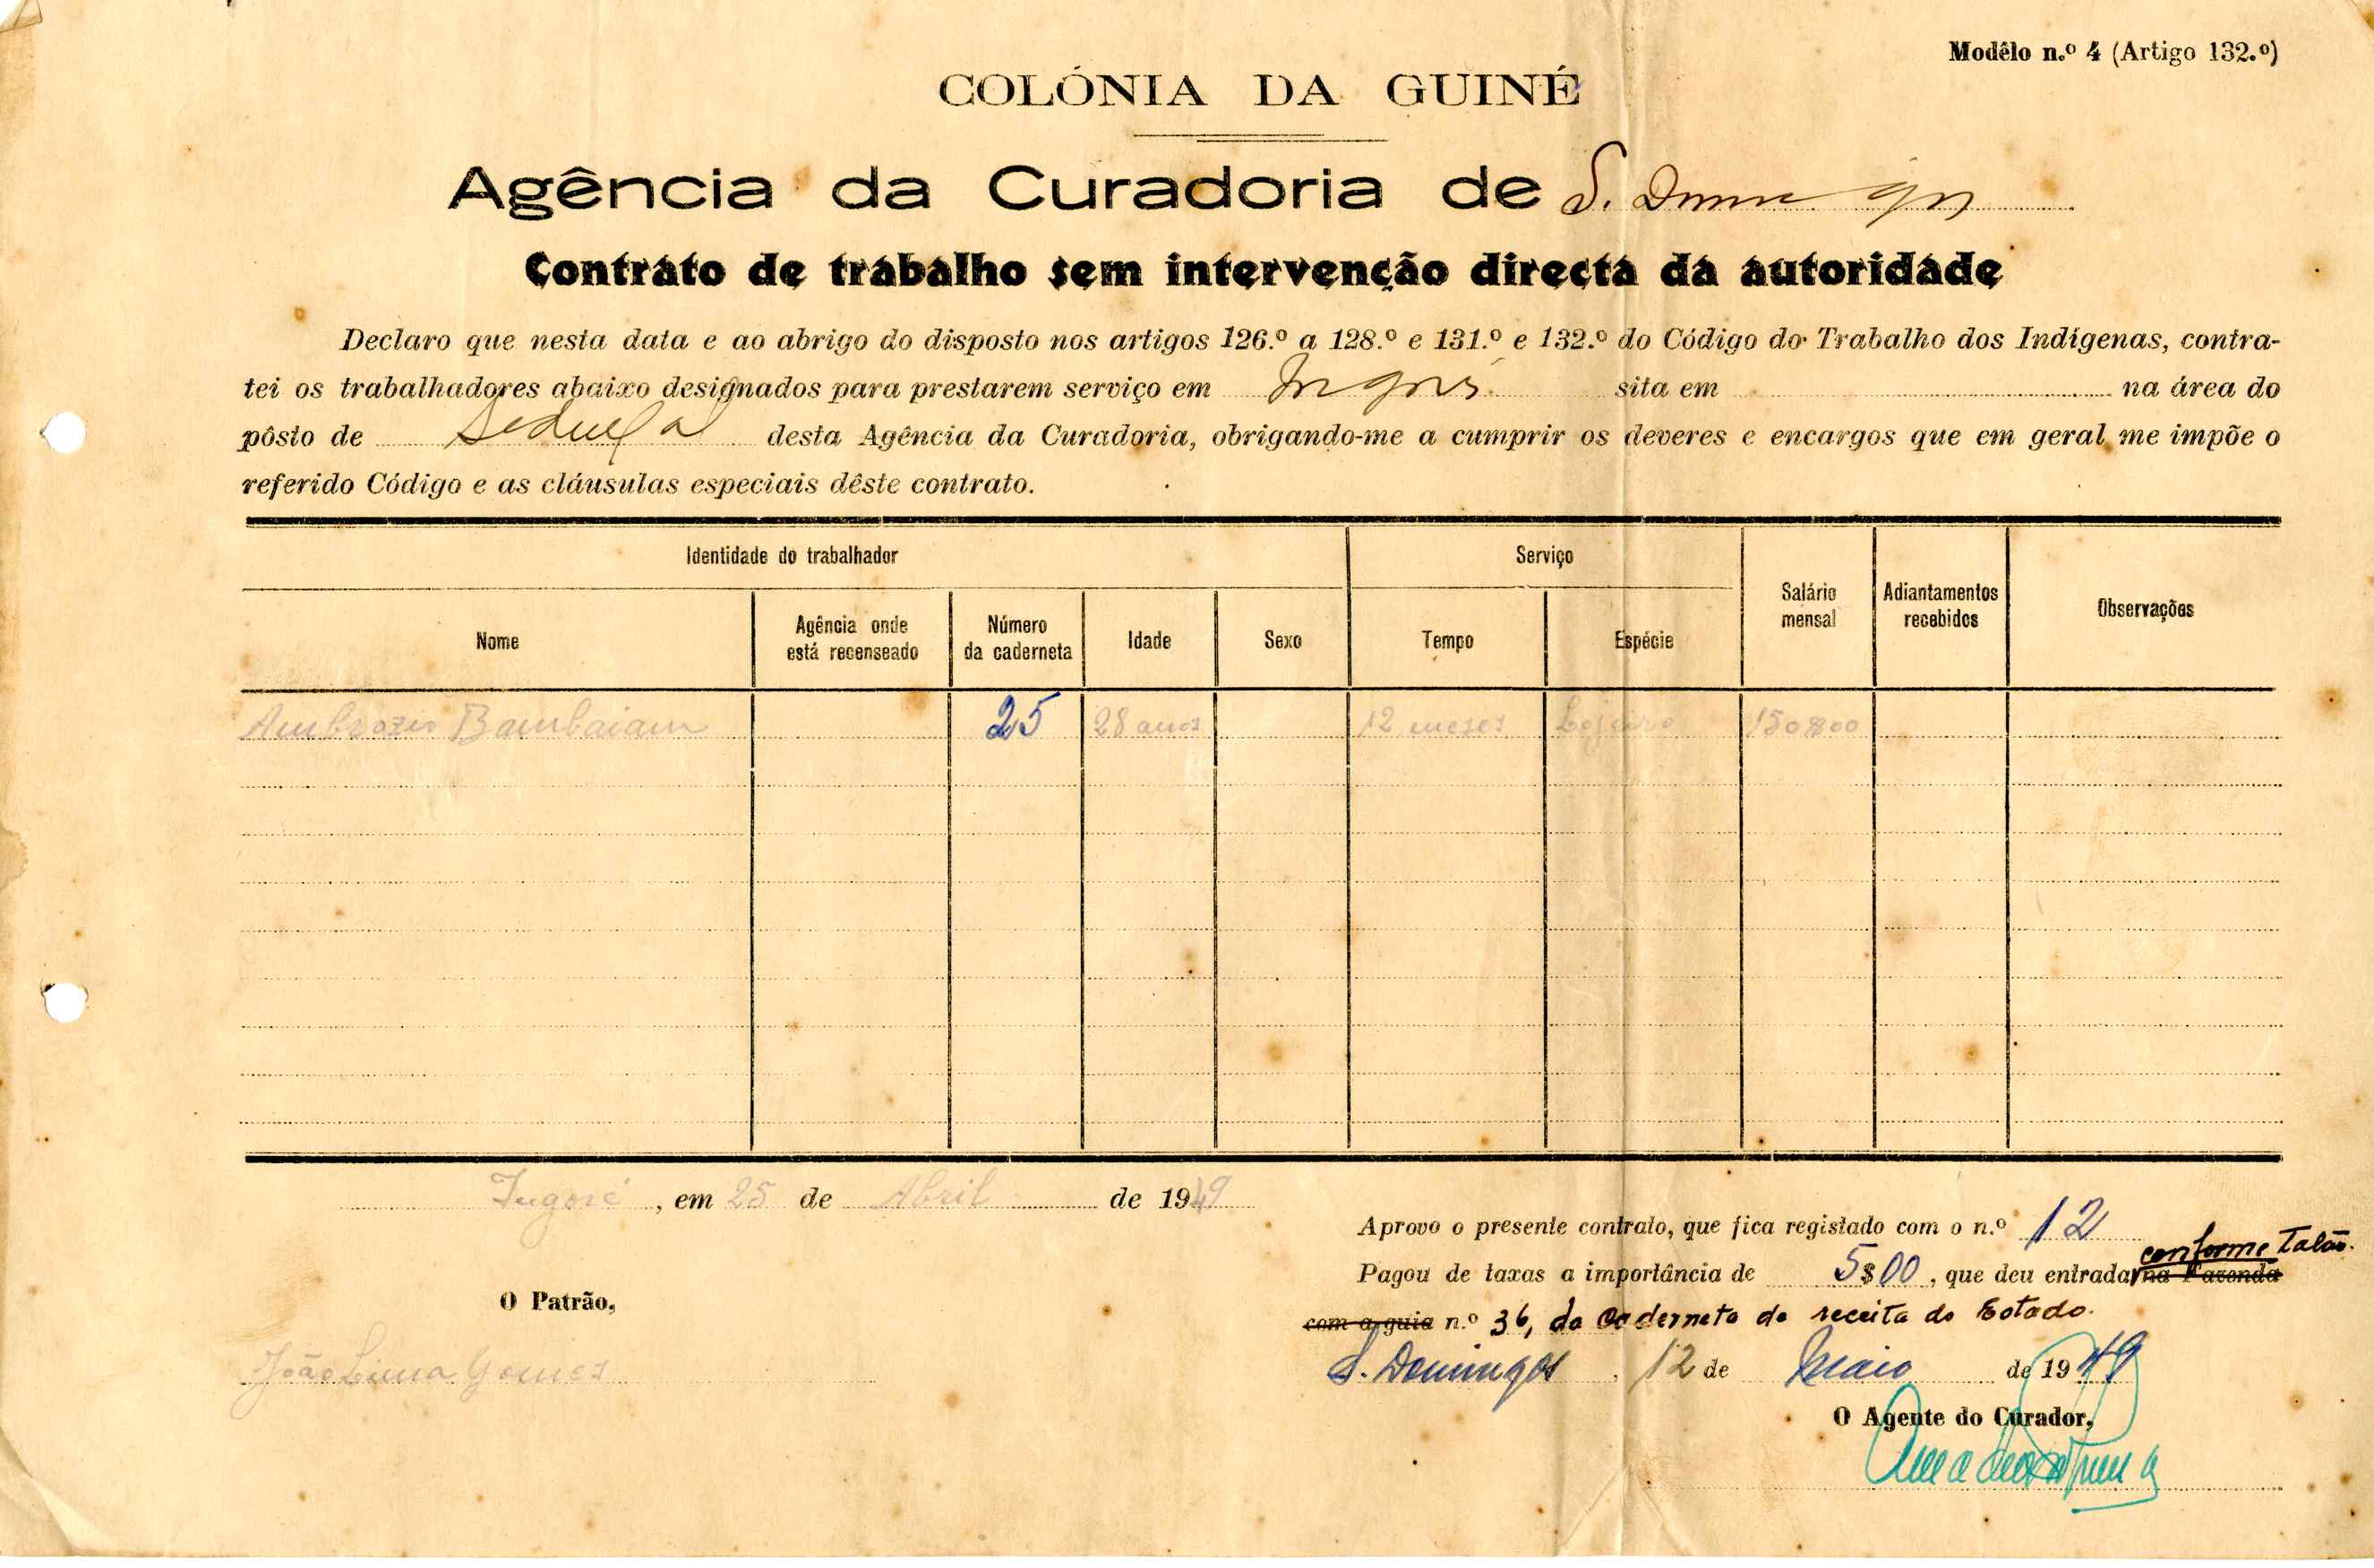 Modêlo n.º 4 (Artigo 132.º)
COLÓNIA DA GUINÉ
Agência da Curadoria de S. Domingos
Contrato de trabalho sem intervenção directa da autoridade
Declaro que nesta data e ao abrigo do disposto nos artigos 126.º a 128.º e 131.º e 132.º do Código do Trabalho dos Indígenas, contra-
tei os trabalhadores abaixo designados para prestarem serviço em Ingoré sita em na área do
pôsto de Sedengal desta Agência da Curadoria, obrigando-me a cumprir os deveres e encargos que em geral me impõe o
referido Código e as cláusulas especiais dêste contrato.
Identidade do trabalhador Serviço Salário mensal Adiantamentos recebidos Observações
Nome Agência onde está recenseado Número da caderneta Idade Sexo Tempo Espécie
Ambrozio Bambaiam 25 28 anos 12 meses Lojeiro 150$00
Ingoré, em 25 de Abril de 1949
Aprovo o presente contrato, que fica registado com o n.º 12
conforme Talão.
Pagou de taxas a importância de 5$00, que deu entrada na Fazenda
com a guia n.º 36, da Caderneta de receita do Estado.
O Patrão,
João Lima Gomes
S. Domingos, 12 de Maio de 1949
O Agente do Curador,